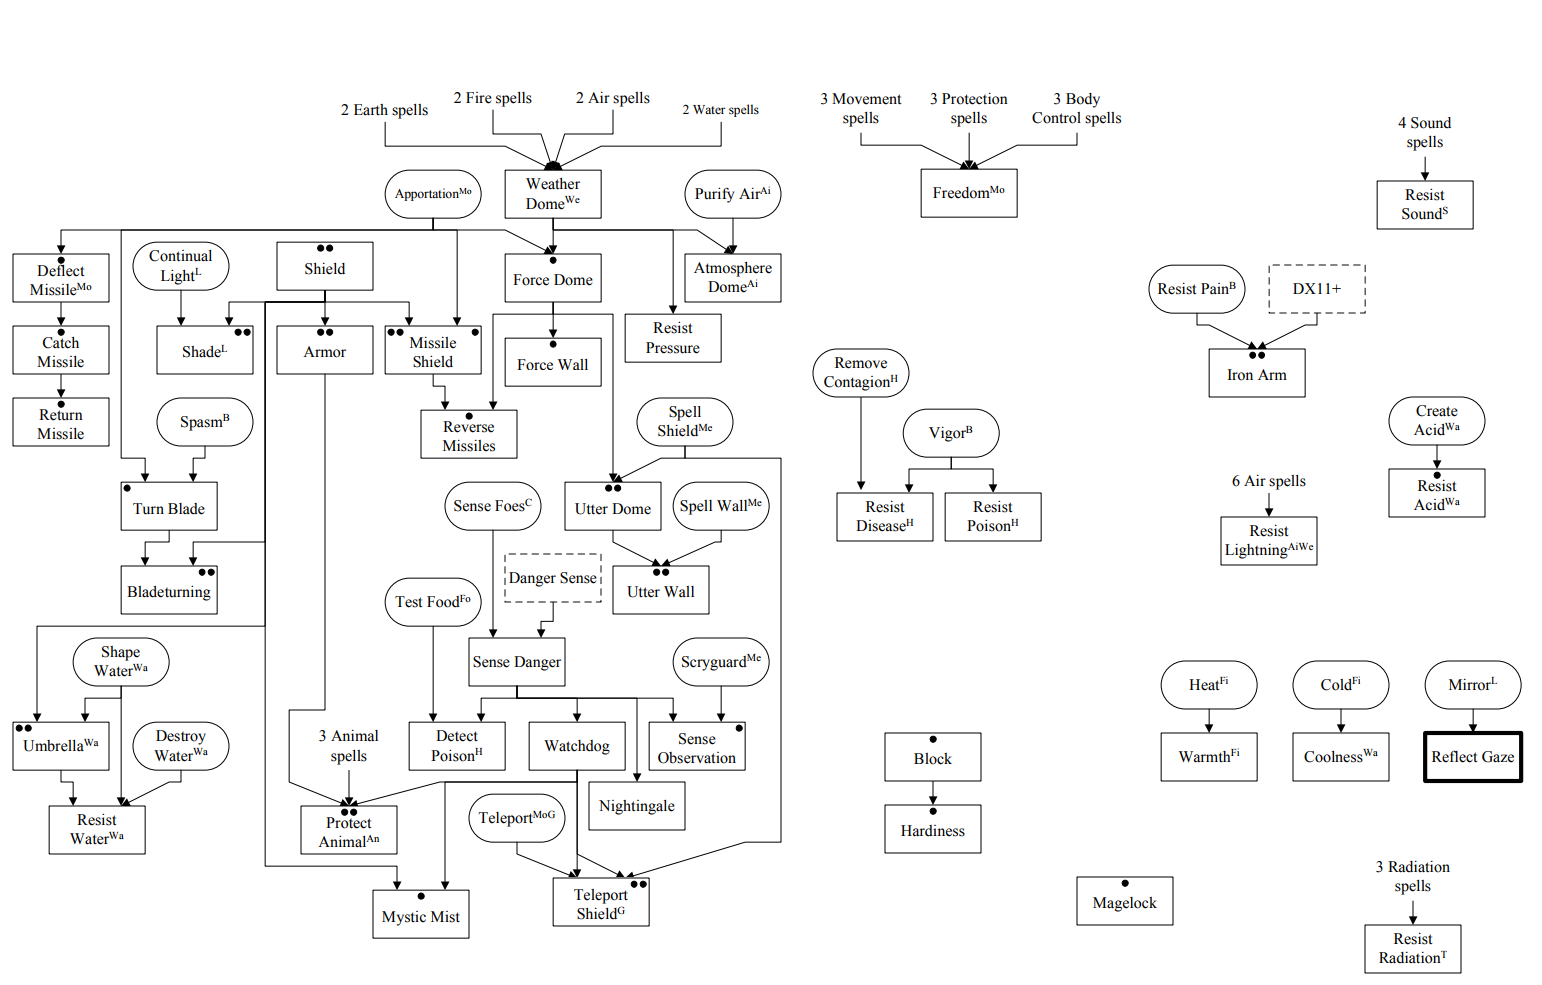 2 Earth spells
2 Fire spells
2 Air spells
2 Water spells
3 Movement
spells
3 Protection
spells
3 Body
Control spells
4 Sound
spells
Apportation^Mo
Weather
Dome^We
Purify Air^Ai
Freedom^Mo
Resist
Sound^S
Deflect
Missile^Mo
Continual
Light^L
Shield
Force Dome
Atmosphere
Dome^Ai
Resist Pain^B
DX11+
Catch
Missile
Shade^L
Armor
Missile
Shield
Force Wall
Resist
Pressure
Remove
Contagion^H
Iron Arm
Return
Missile
Spasm^B
Reverse
Missiles
Spell
Shield^Me
Vigor^B
Create
Acid^Wa
Turn Blade
Sense Foes^C
Utter Dome
Spell Wall^Me
Resist
Disease^H
Resist
Poison^H
6 Air spells
Resist
Acid^Wa
Resist
Lightning^AiWe
Bladeturning
Test Food^Fo
Danger Sense
Utter Wall
Shape
Water^Wa
Sense Danger
Scryguard^Me
Heat^Fi
Cold^Fi
Mirror^L
Umbrella^Wa
Destroy
Water^Wa
3 Animal
spells
Detect
Poison^H
Watchdog
Sense
Observation
Block
Warmth^Fi
Coolness^Wa
Reflect Gaze
Resist
Water^Wa
Protect
Animal^An
Teleport^MoG
Nightingale
Hardiness
Mystic Mist
Teleport
Shield^G
Magelock
3 Radiation
spells
Resist
Radiation^T